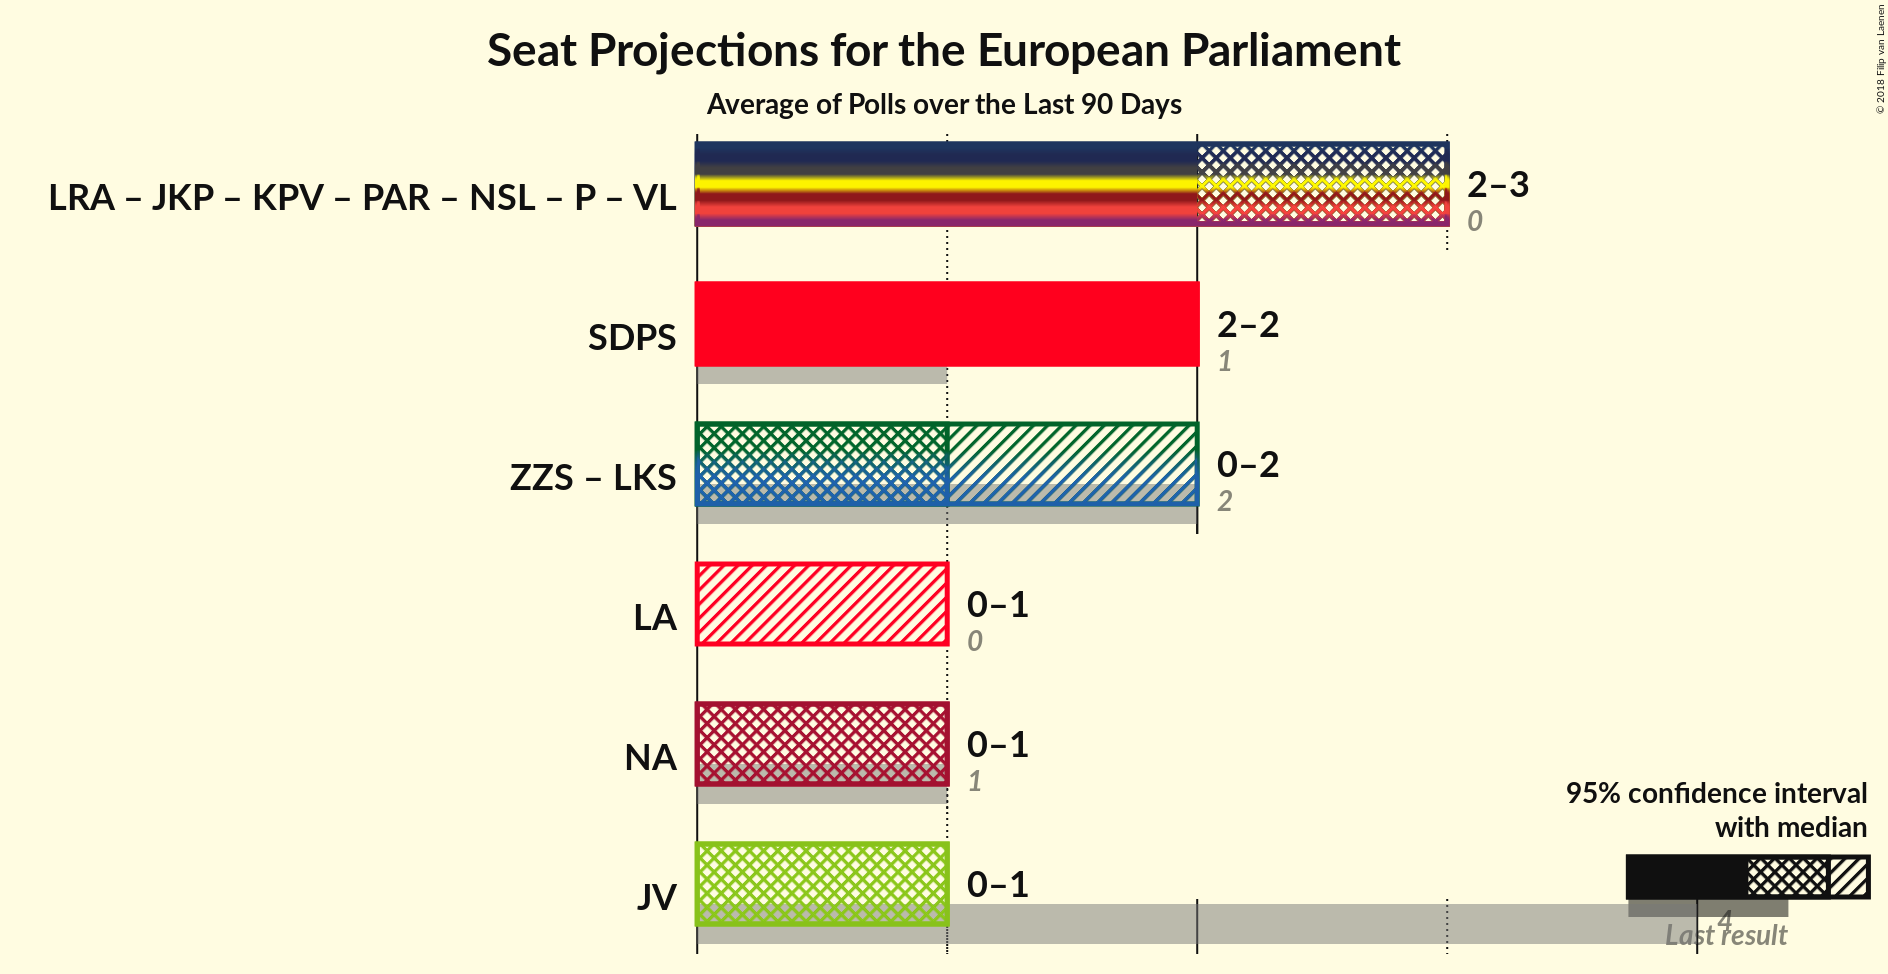 Seat Projections for the European Parliament
Average of Polls over the Last 90 Days
© 2018 Filip van Laenen
LRA – JKP – KPV – PAR – NSL – P – VL
2–3
0
SDPS
2–2
1
ZZS – LKS
0–2
2
LA
0–1
0
NA
0–1
1
JV
0–1
4
95% confidence interval
with median
Last result